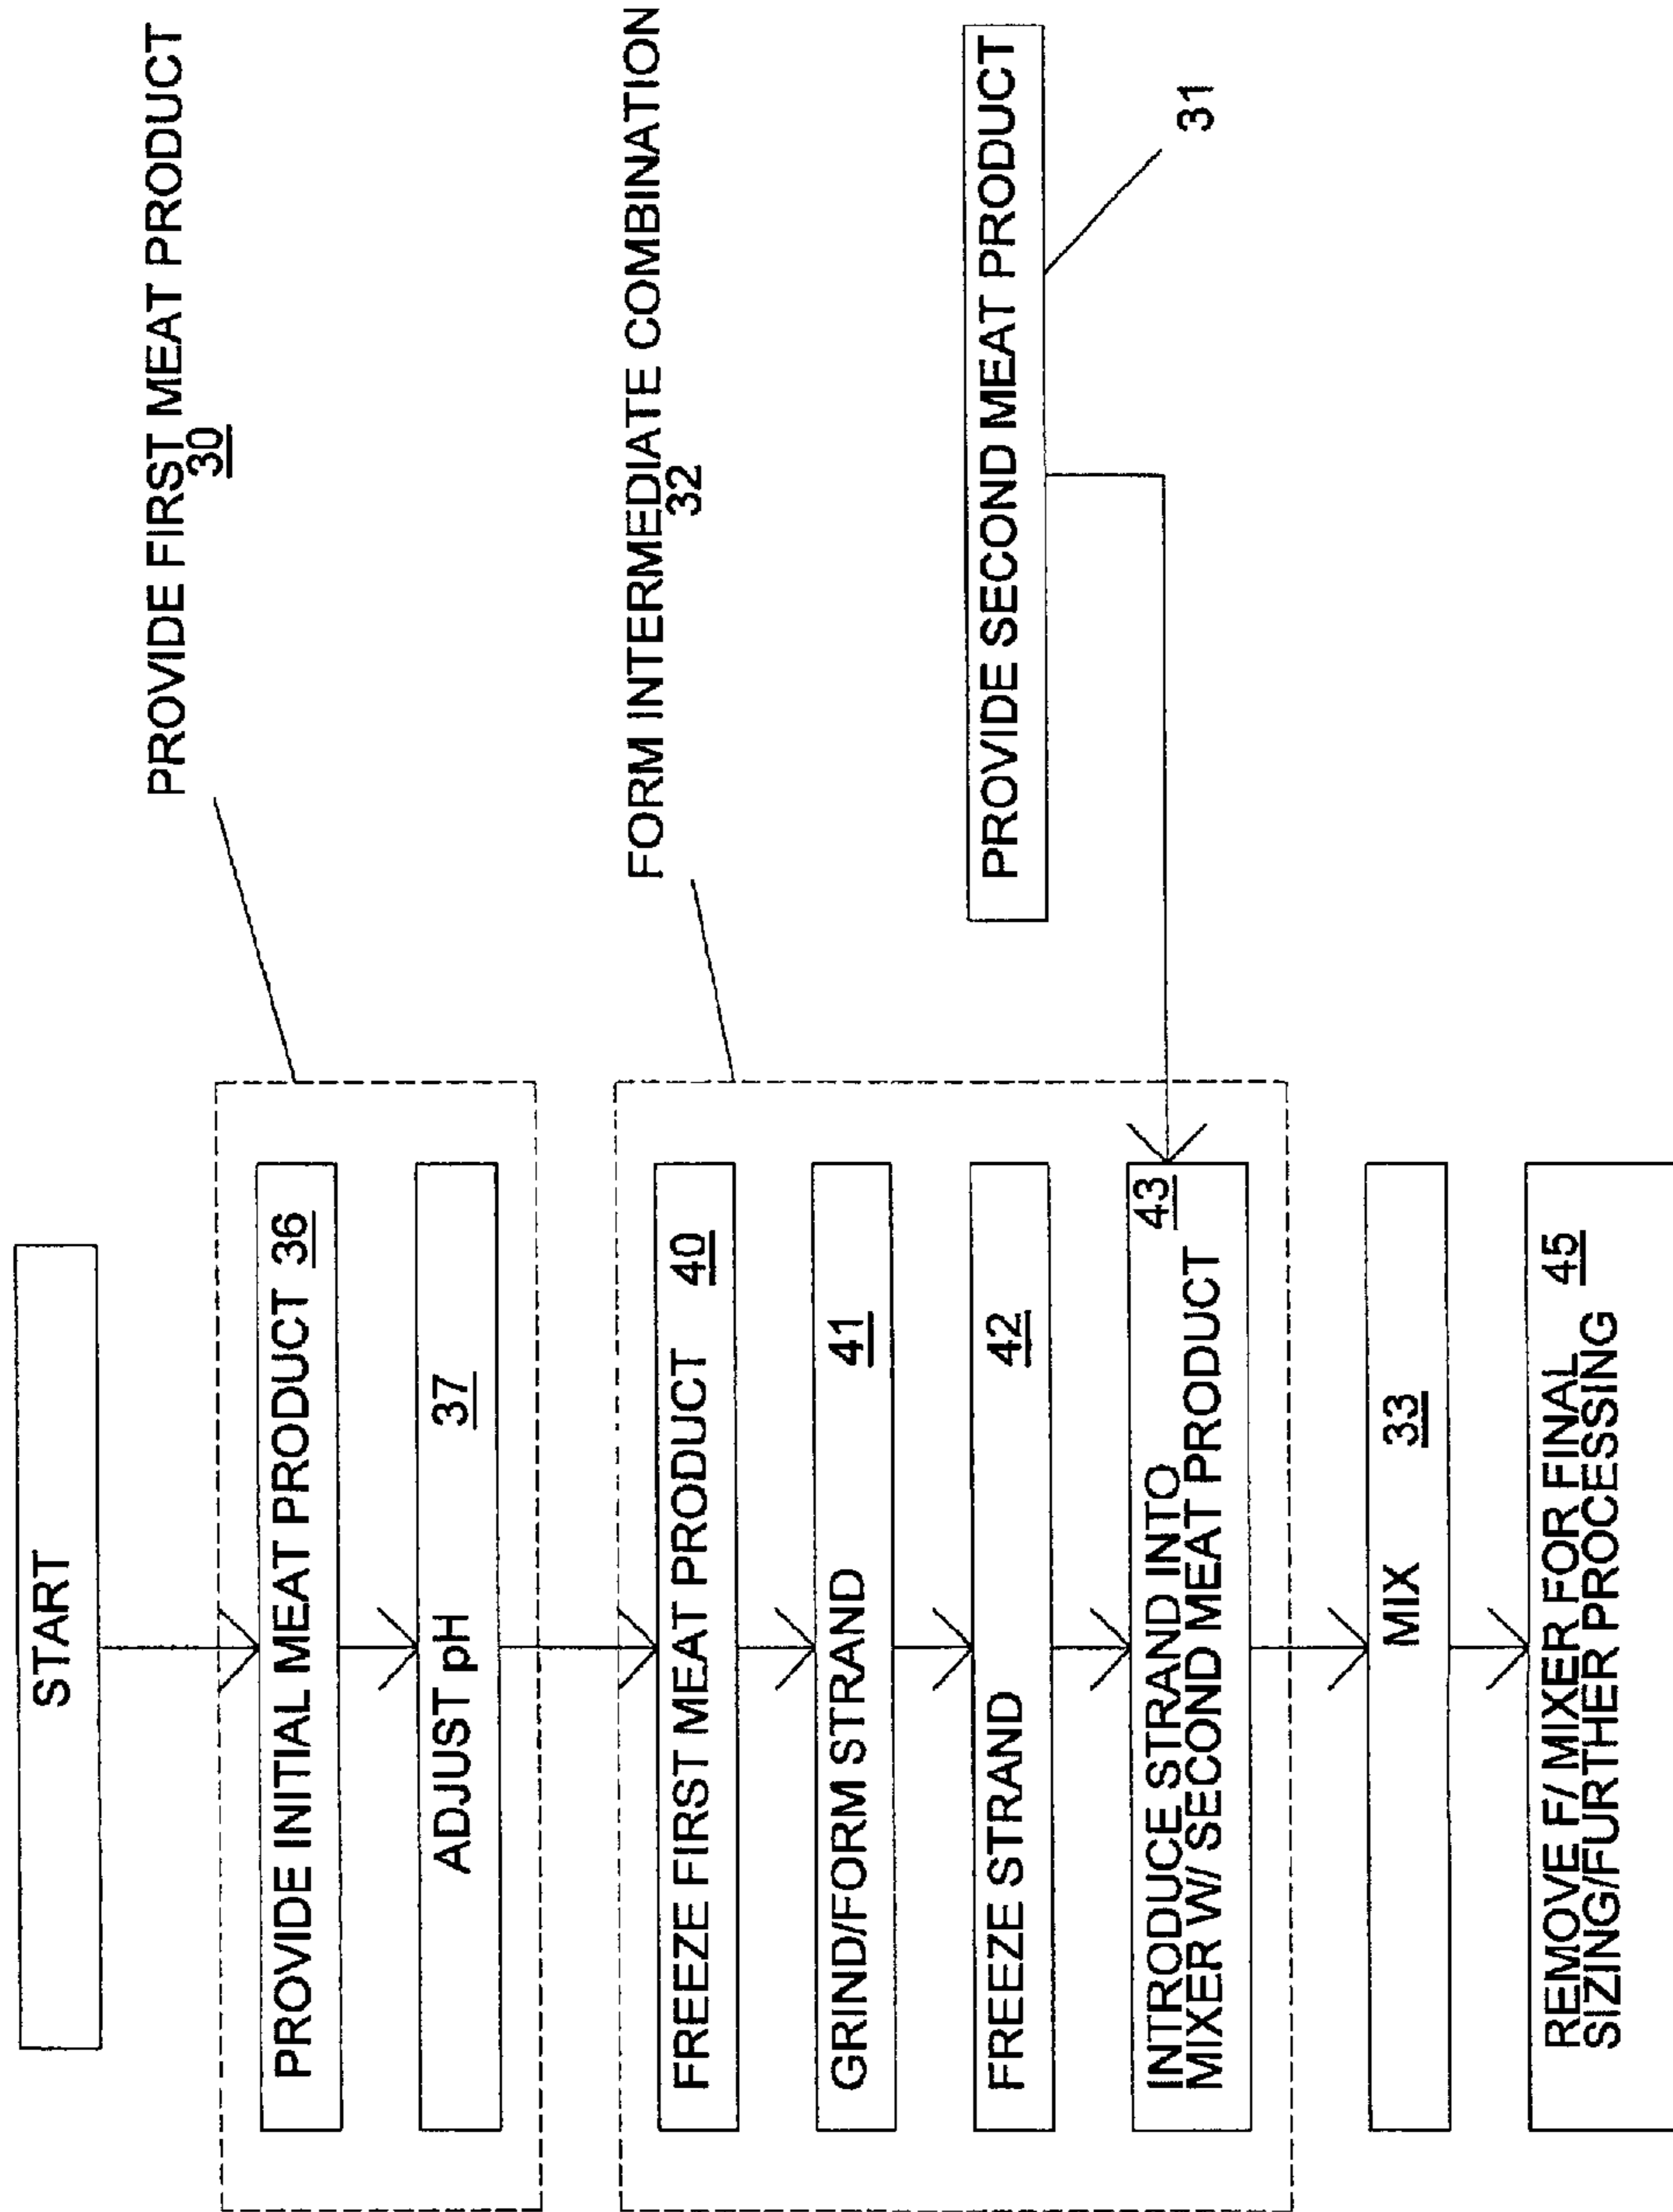 START
PROVIDE FIRST MEAT PRODUCT
30
PROVIDE INITIAL MEAT PRODUCT 36
ADJUST pH 37
FORM INTERMEDIATE COMBINATION
32
FREEZE FIRST MEAT PRODUCT 40
GRIND/FORM STRAND 41
FREEZE STRAND 42
PROVIDE SECOND MEAT PRODUCT
31
INTRODUCE STRAND INTO 43
MIXER W/ SECOND MEAT PRODUCT
MIX 33
REMOVE F/ MIXER FOR FINAL 45
SIZING/FURTHER PROCESSING